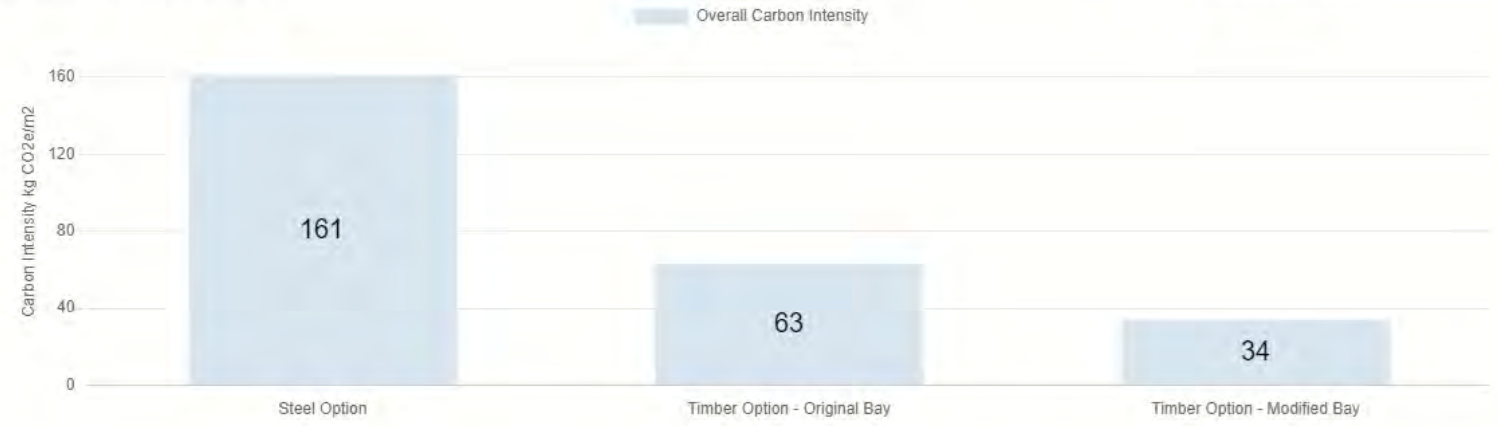 Overall Carbon Intensity
Carbon Intensity kg CO2e/m2
160
120
80
40
0
161
63
34
Steel Option
Timber Option - Original Bay
Timber Option - Modified Bay